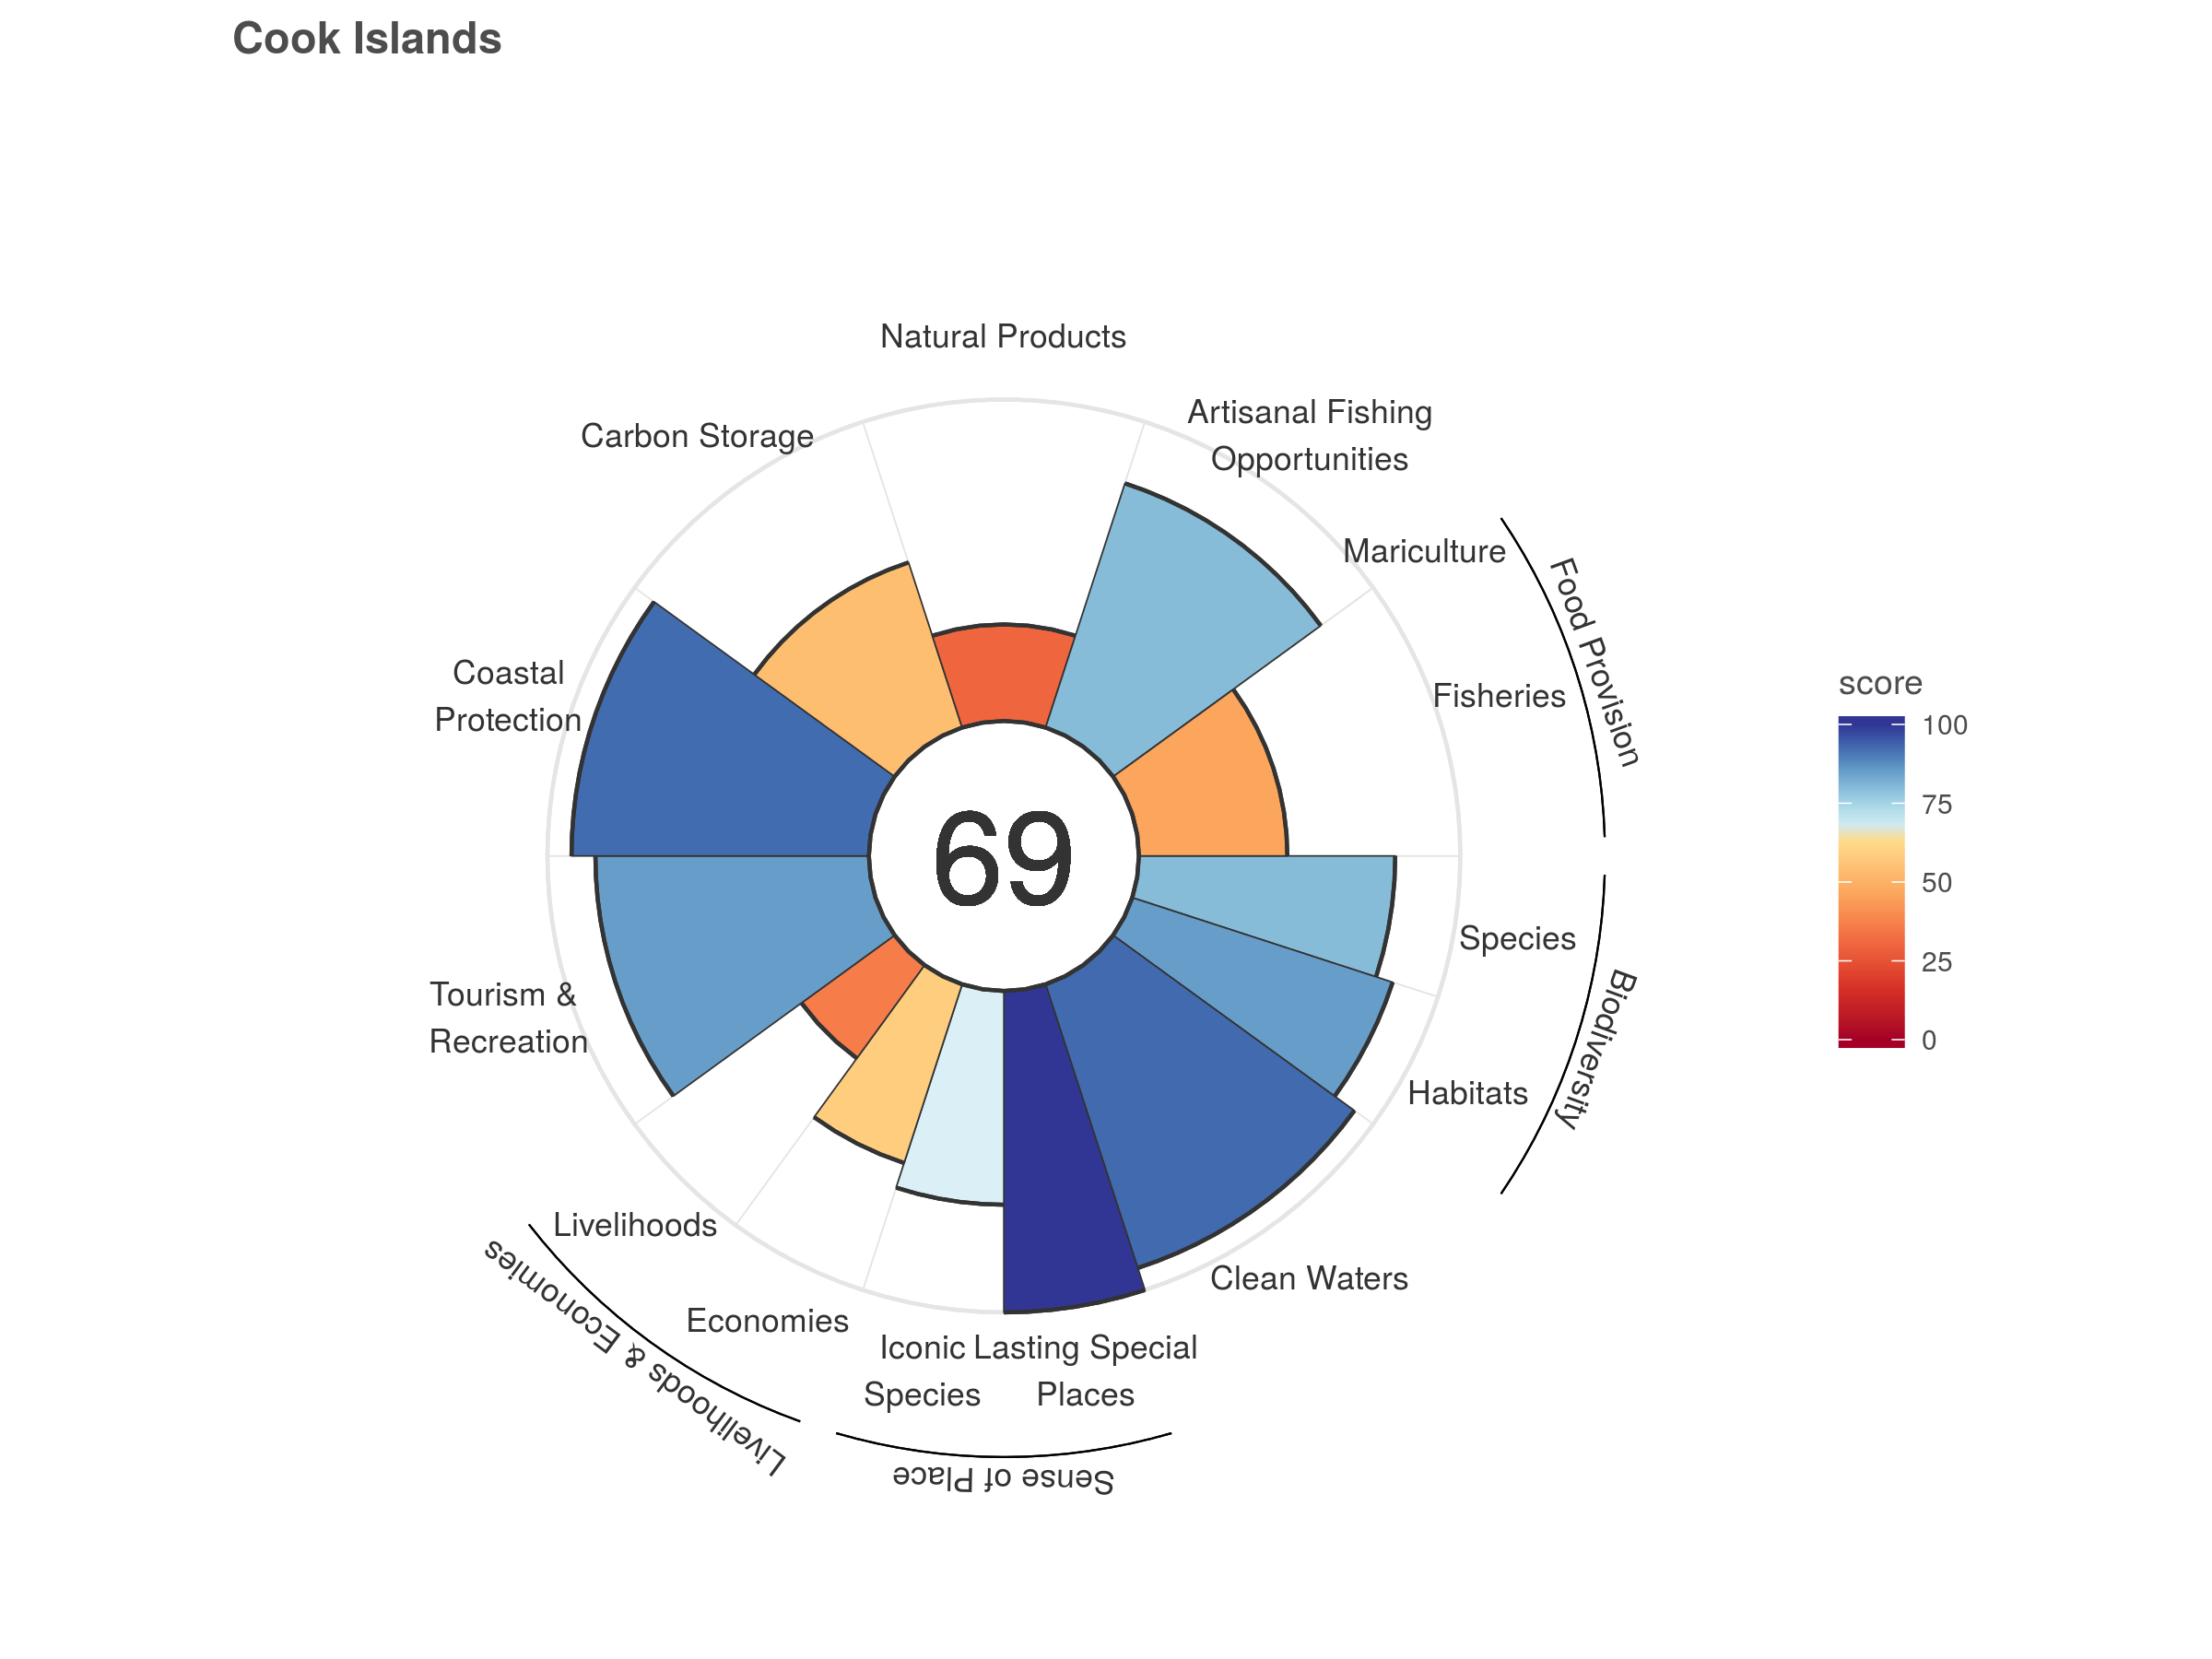 Cook Islands
Natural Products
Artisanal Fishing
Opportunities
Carbon Storage
Mariculture
Food Provision
Fisheries
Coastal
Protection
score
100
75
50
25
0
69
Species
Biodiversity
Tourism &
Recreation
Habitats
Livelihoods
Clean Waters
Economies
Livelihoods & Economies
Iconic
Species
Lasting Special
Places
Sense of Place